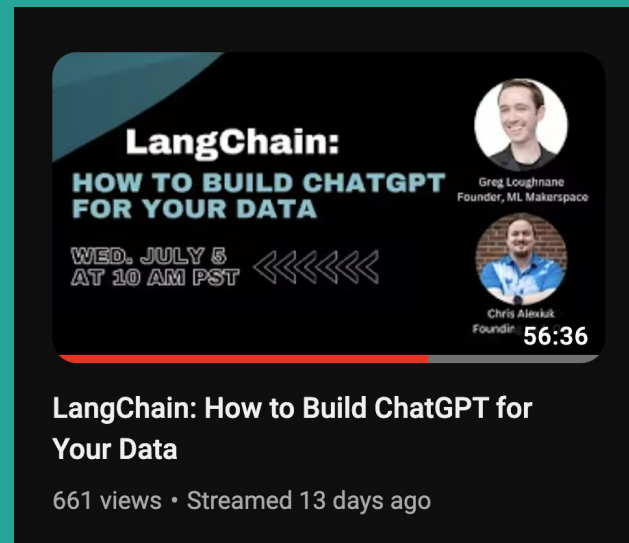 LangChain:
HOW TO BUILD CHATGPT
FOR YOUR DATA
WED. JULY 5
AT 10 AM PST
Greg Loughnane
Founder, ML Makerspace
Chris Alexiuk
56:36
LangChain: How to Build ChatGPT for
Your Data
661 views • Streamed 13 days ago